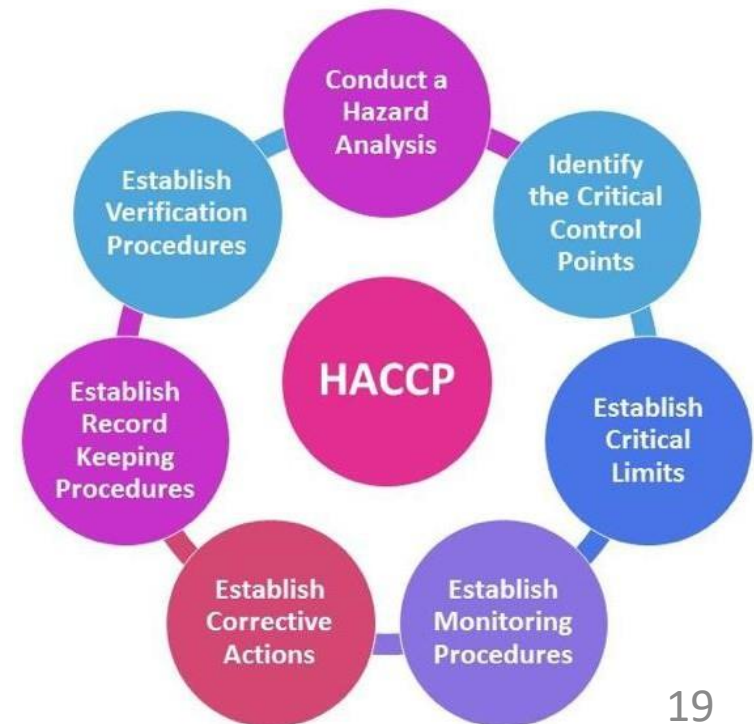 Conduct a
Hazard
Analysis
Identify
the Critical
Control
Points
Establish
Critical
Limits
Establish
Monitoring
Procedures
Establish
Corrective
Actions
Establish
Record
Keeping
Procedures
Establish
Verification
Procedures
HACCP
19